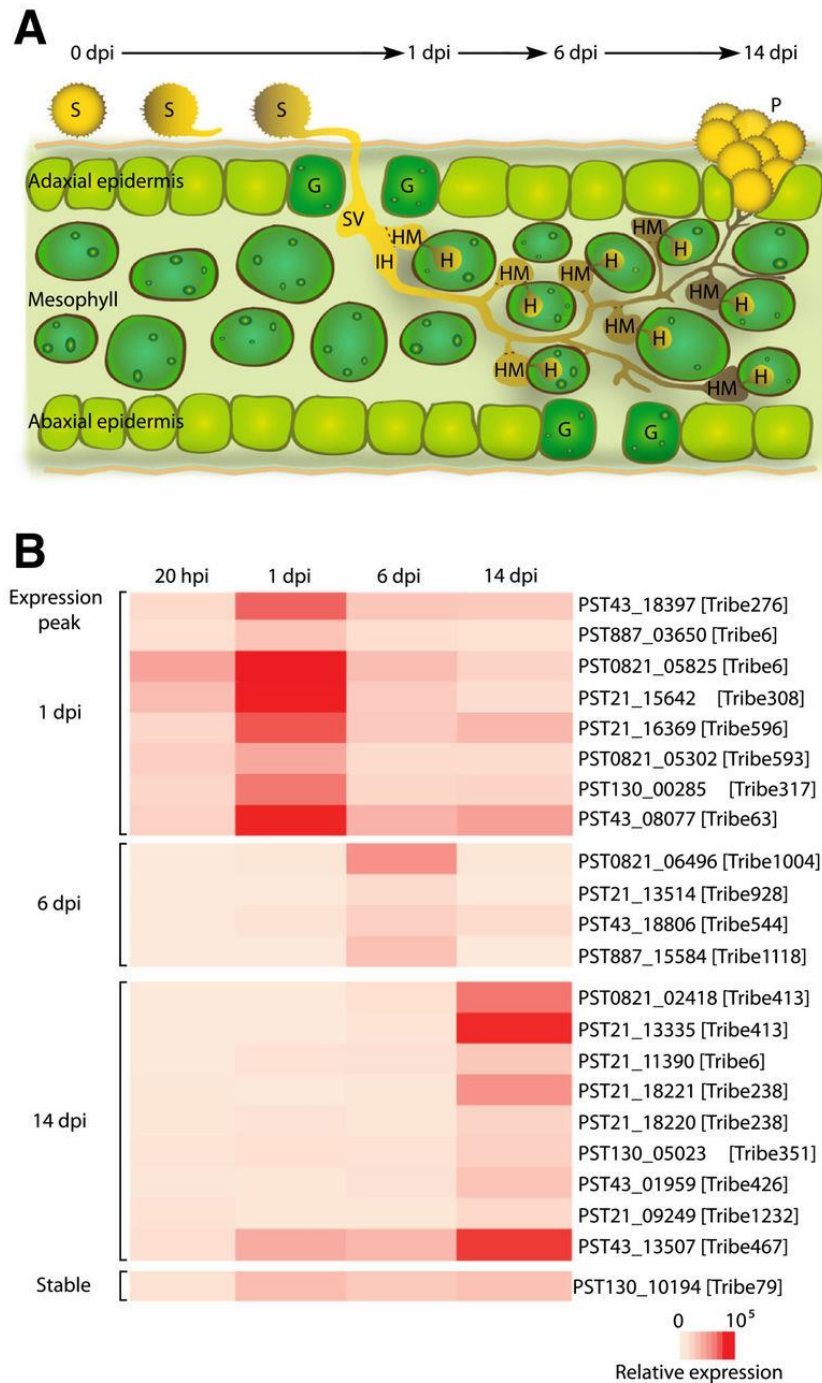 A
0 dpi 1 dpi 6 dpi 14 dpi
S S S P
Adaxial epidermis G G
SV HM HM H
IH H HM HM H
Mesophyll H HM H
HM H
HM H HM H
Abaxial epidermis G G
B
20 hpi 1 dpi 6 dpi 14 dpi
Expression peak
1 dpi
PST43_18397 [Tribe276]
PST887_03650 [Tribe6]
PST0821_05825 [Tribe6]
PST21_15642 [Tribe308]
PST21_16369 [Tribe596]
PST0821_05302 [Tribe593]
PST130_00285 [Tribe317]
PST43_08077 [Tribe63]
6 dpi
PST0821_06496 [Tribe1004]
PST21_13514 [Tribe928]
PST43_18806 [Tribe544]
PST887_15584 [Tribe1118]
14 dpi
PST0821_02418 [Tribe413]
PST21_13335 [Tribe413]
PST21_11390 [Tribe6]
PST21_18221 [Tribe238]
PST21_18220 [Tribe238]
PST130_05023 [Tribe351]
PST43_01959 [Tribe426]
PST21_09249 [Tribe1232]
PST43_13507 [Tribe467]
Stable
PST130_10194 [Tribe79]
0 10⁵
Relative expression